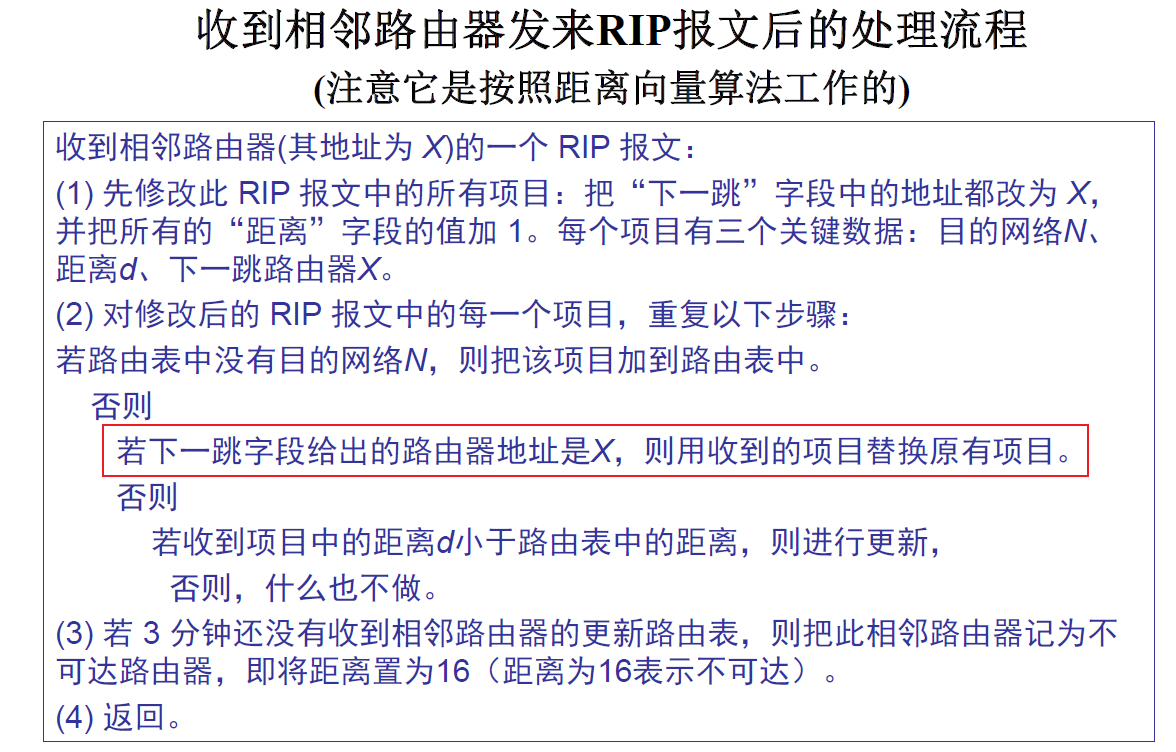 收到相邻路由器发来RIP报文后的处理流程
(注意它是按照距离向量算法工作的)
收到相邻路由器(其地址为 X)的一个 RIP 报文：
(1) 先修改此 RIP 报文中的所有项目：把“下一跳”字段中的地址都改为 X，
并把所有的“距离”字段的值加 1。每个项目有三个关键数据：目的网络N、
距离d、下一跳路由器X。
(2) 对修改后的 RIP 报文中的每一个项目，重复以下步骤：
若路由表中没有目的网络N，则把该项目加到路由表中。
否则
若下一跳字段给出的路由器地址是X，则用收到的项目替换原有项目。
否则
若收到项目中的距离d小于路由表中的距离，则进行更新，
否则，什么也不做。
(3) 若 3 分钟还没有收到相邻路由器的更新路由表，则把此相邻路由器记为不
可达路由器，即将距离置为16（距离为16表示不可达）。
(4) 返回。